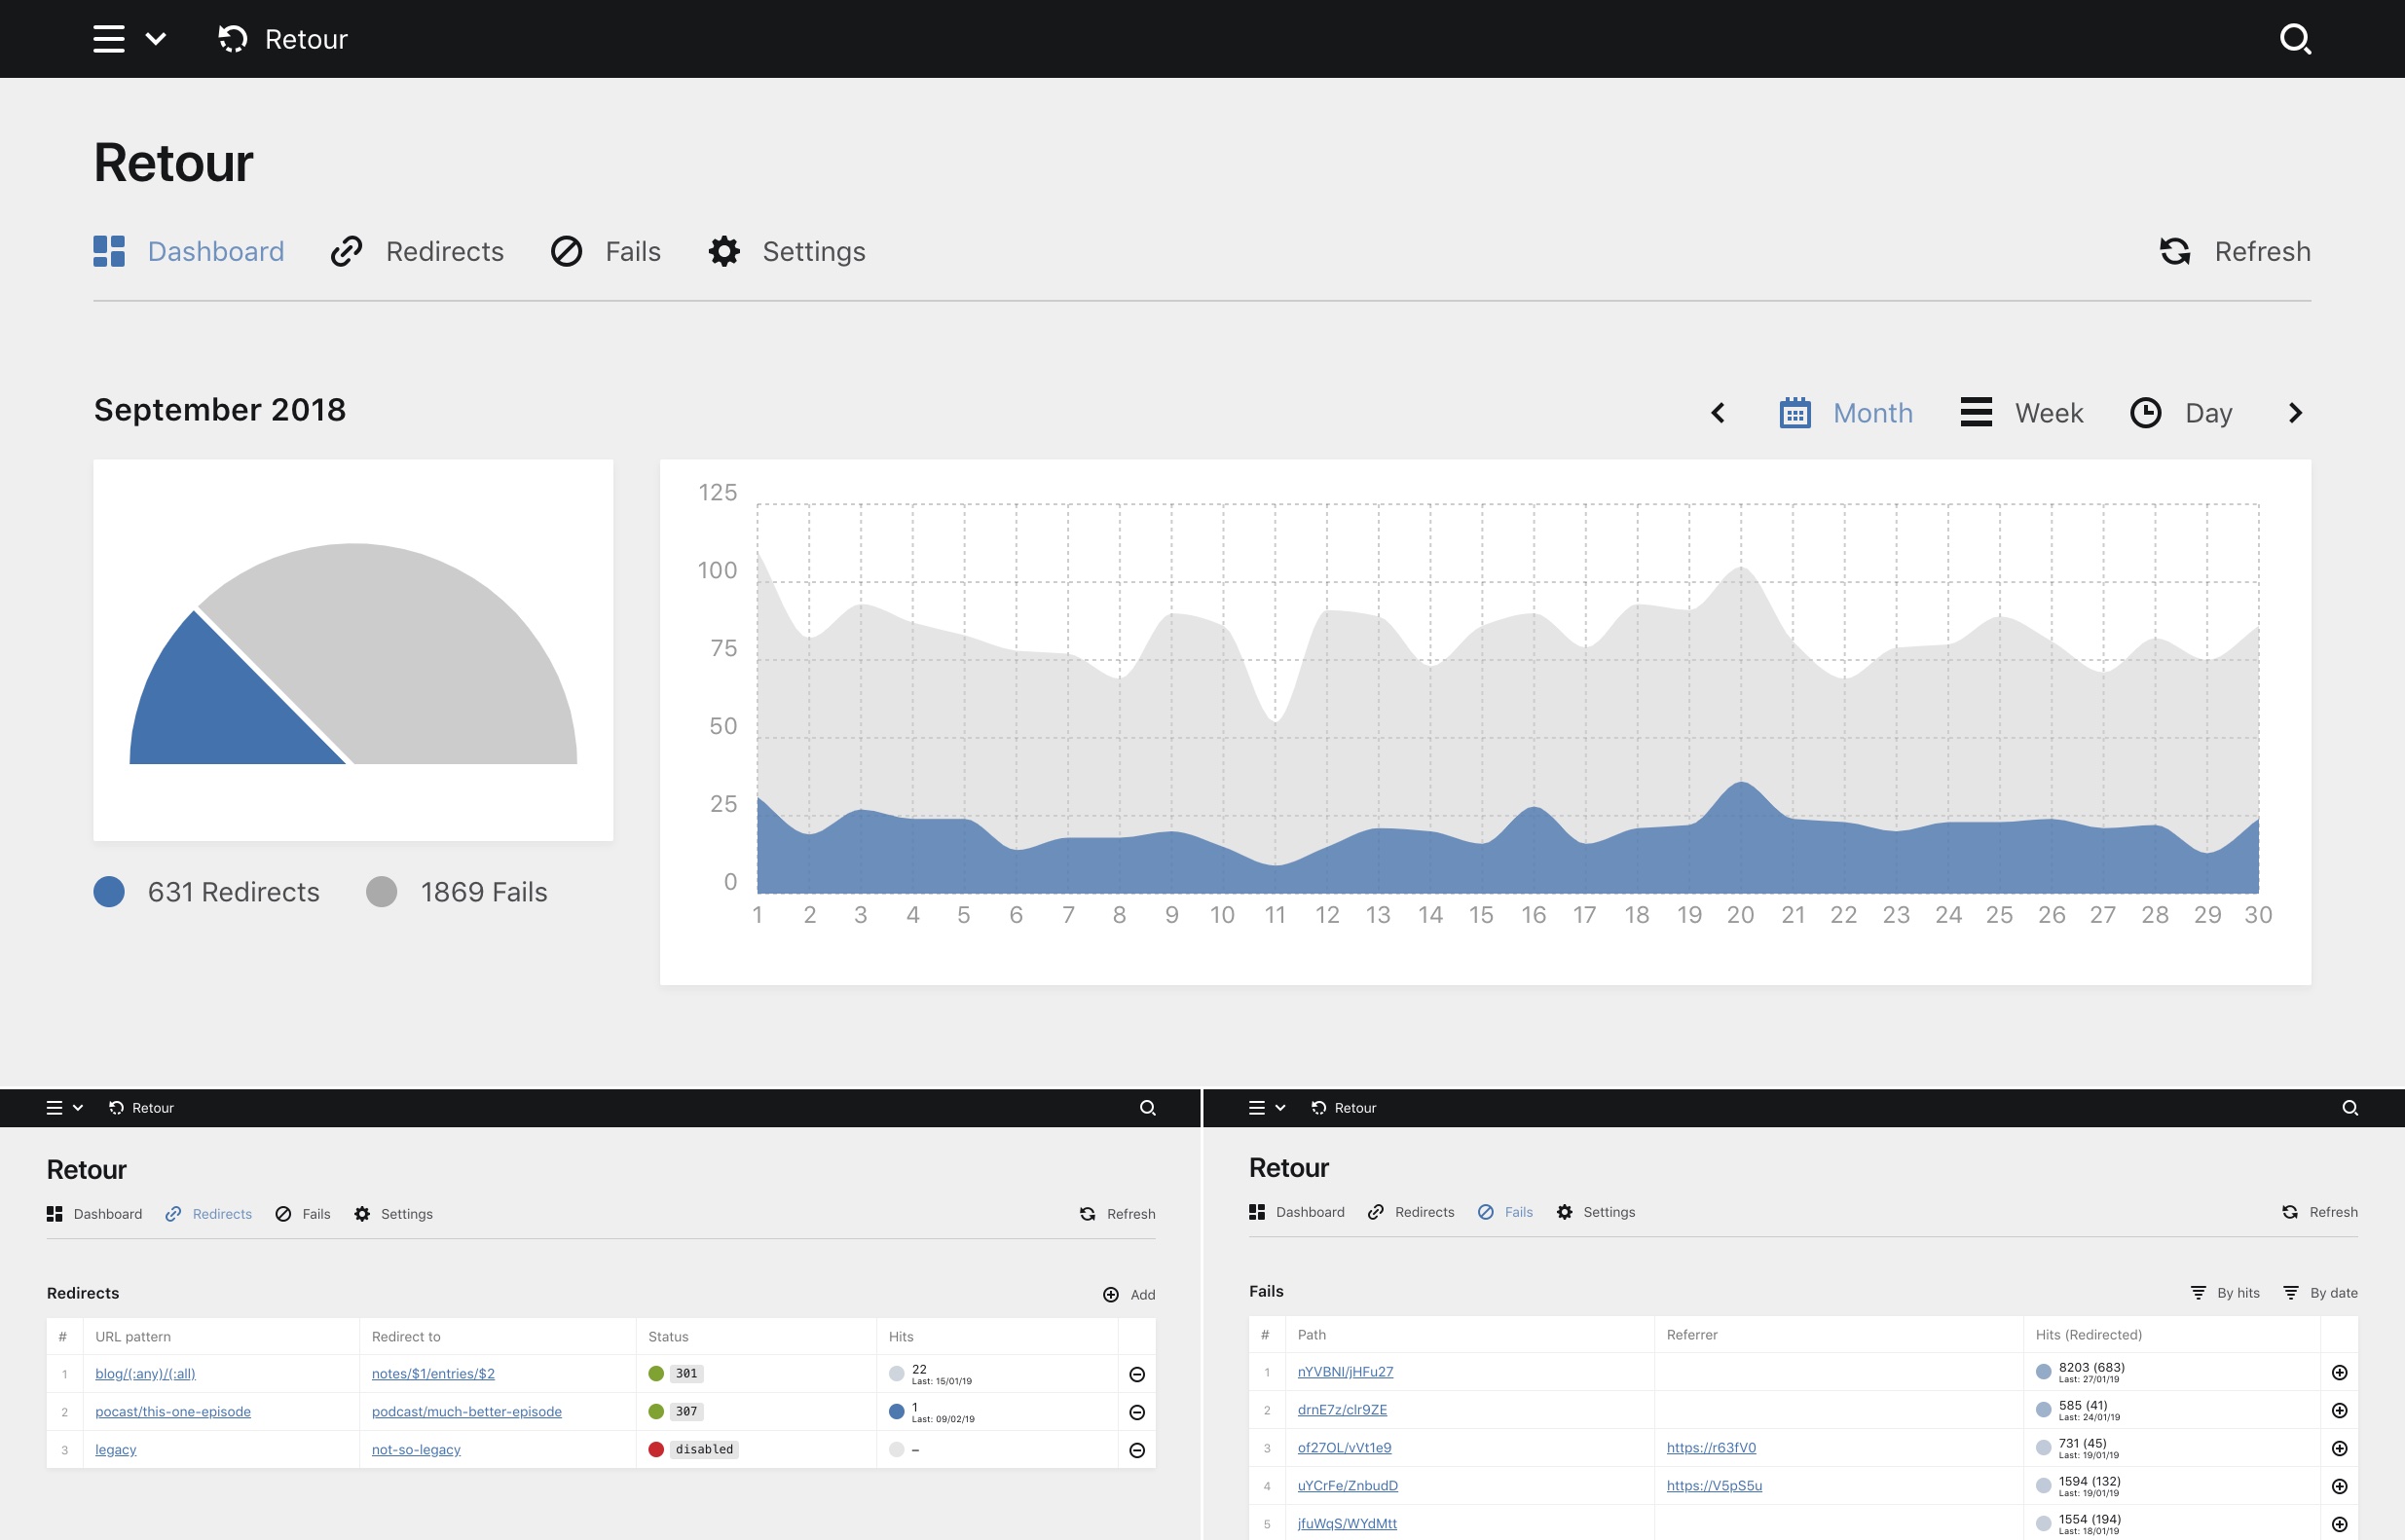 Retour
Retour
Dashboard Redirects Fails Settings Refresh
September 2018 Month Week Day
125
100
75
50
25
0
1 2 3 4 5 6 7 8 9 10 11 12 13 14 15 16 17 18 19 20 21 22 23 24 25 26 27 28 29 30
631 Redirects 1869 Fails
Retour
Retour
Dashboard Redirects Fails Settings Refresh
Redirects Add
# URL pattern Redirect to Status Hits
1 blog/(:any)/(:all) notes/$1/entries/$2 301 22
Last: 15/01/19
2 pocast/this-one-episode podcast/much-better-episode 307 1
Last: 09/02/19
3 legacy not-so-legacy disabled –
Retour
Retour
Dashboard Redirects Fails Settings Refresh
Fails By hits By date
# Path Referrer Hits (Redirected)
1 nYVBNI/jHFu27 8203 (683)
Last: 27/01/19
2 drnE7z/clr9ZE 585 (41)
Last: 24/01/19
3 of27OL/vVt1e9 https://r63fV0 731 (45)
Last: 19/01/19
4 uYCrFe/ZnbudD https://V5pS5u 1594 (132)
Last: 19/01/19
5 jfuWqS/WYdMtt 1554 (194)
Last: 18/01/19